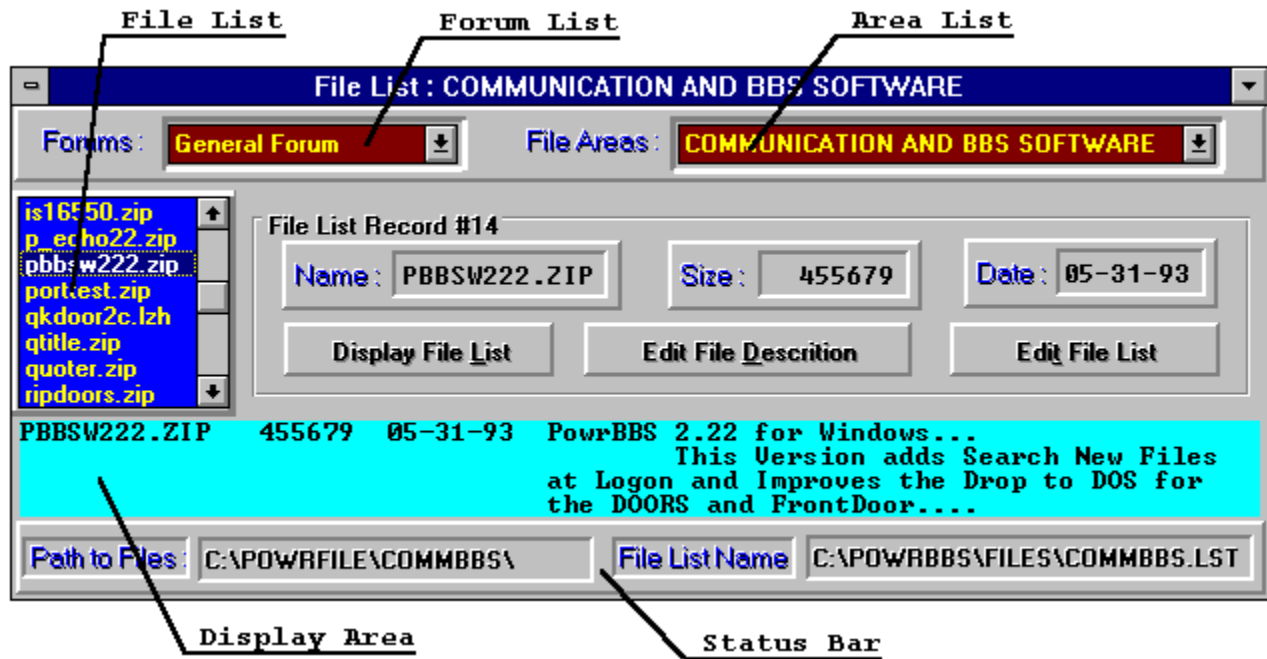 File List
Forum List
Area List
File List : COMMUNICATION AND BBS SOFTWARE
Forums : General Forum File Areas : COMMUNICATION AND BBS SOFTWARE
is16550.zip
p_echo22.zip
pbbsw222.zip
porttest.zip
qkdoor2c.lzh
qtitle.zip
quoter.zip
ripdoors.zip
File List Record #14
Name : PBBSW222.ZIP Size : 455679 Date : 05-31-93
Display File List Edit File Descrition Edit File List
PBBSW222.ZIP 455679 05-31-93 PowrBBS 2.22 for Windows...
This Version adds Search New Files
at Logon and Improves the Drop to DOS for
the DOORS and FrontDoor....
Path to Files : C:\POWRFILE\COMMBBS\ File List Name C:\POWRBBS\FILES\COMMBBS.LST
Display Area
Status Bar